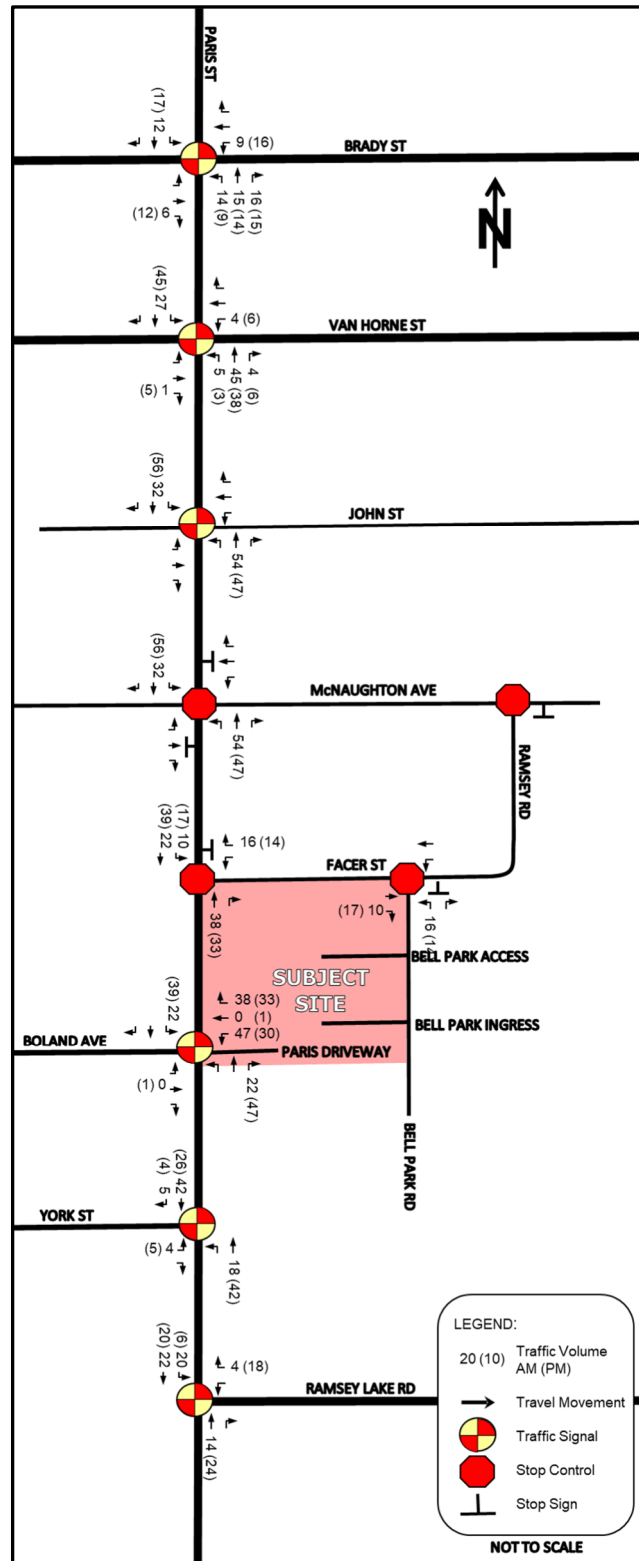 PARIS ST
(17) 12
9 (16)
BRADY ST
(12) 6
14 (9)
15 (14)
16 (15)
N
(45) 27
4 (6)
VAN HORNE ST
(5) 1
5 (3)
45 (38)
4 (6)
(56) 32
JOHN ST
54 (47)
(56) 32
McNAUGHTON AVE
54 (47)
RAMSEY RD
(39) 22
(17) 10
16 (14)
FACER ST
38 (33)
(17) 10
16 (14
BELL PARK ACCESS
SUBJECT
SITE
(39) 22
38 (33)
0 (1)
47 (30)
BELL PARK INGRESS
BOLAND AVE
PARIS DRIVEWAY
(1) 0
22 (47)
BELL PARK RD
(4) 5
(26) 42
YORK ST
(5) 4
18 (42)
(20) 22
(6) 20
4 (18)
RAMSEY LAKE RD
14 (24)
LEGEND:
20 (10) Traffic Volume
AM (PM)
Travel Movement
Traffic Signal
Stop Control
Stop Sign
NOT TO SCALE